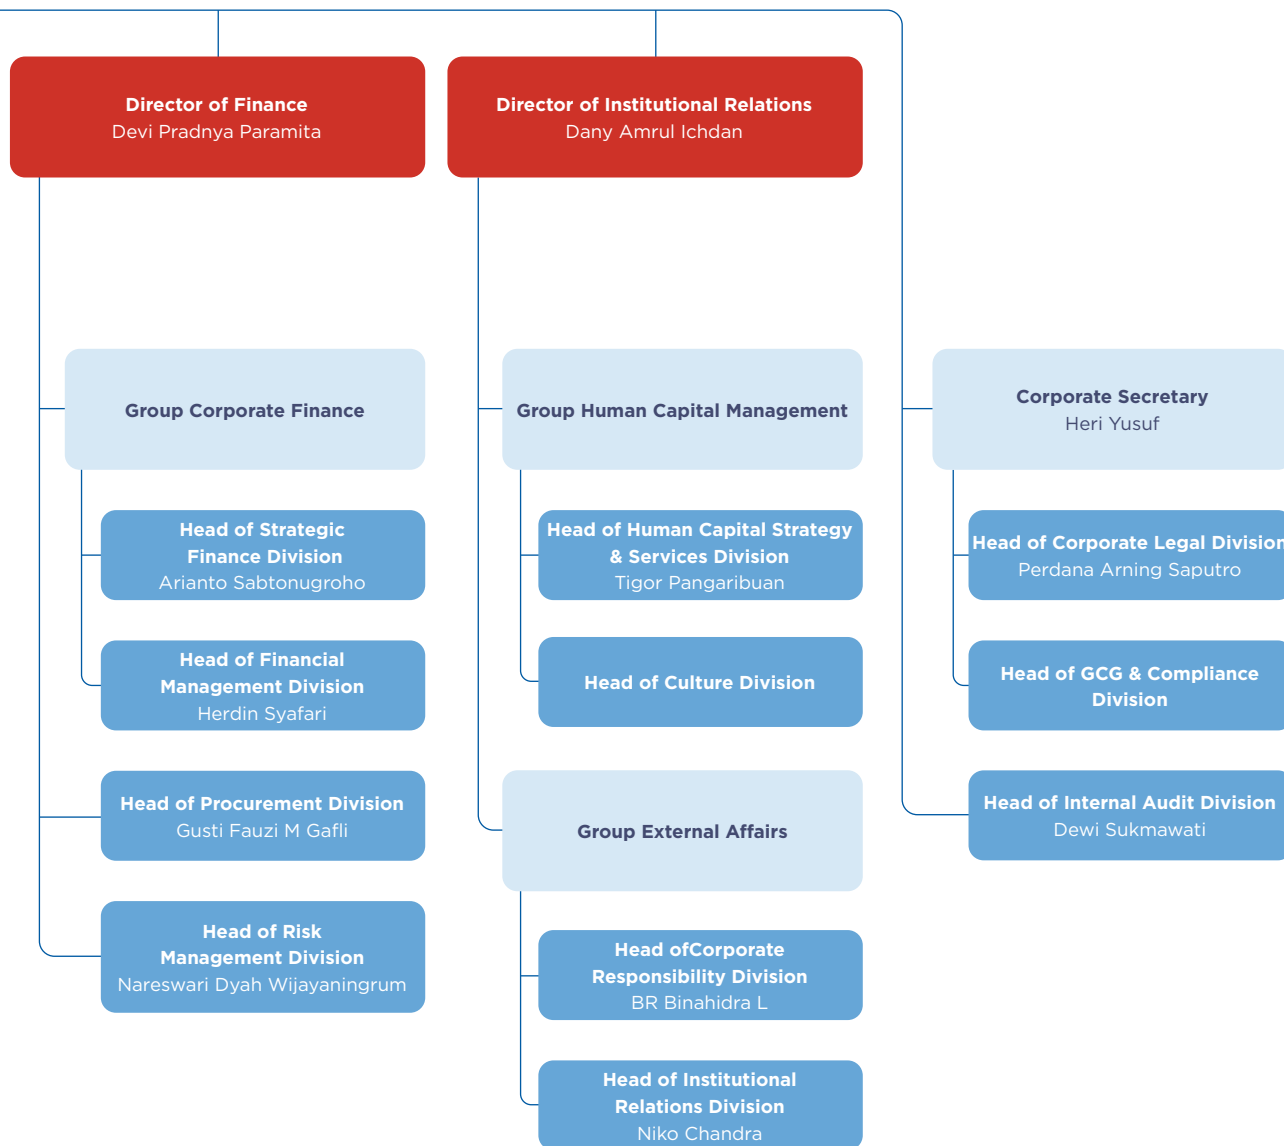 Director of Finance
Devi Pradnya Paramita
Director of Institutional Relations
Dany Amrul Ichdan
Group Corporate Finance
Head of Strategic
Finance Division
Arianto Sabtonugroho
Head of Financial
Management Division
Herdin Syafari
Head of Procurement Division
Gusti Fauzi M Gafli
Head of Risk
Management Division
Nareswari Dyah Wijayaningrum
Group Human Capital Management
Head of Human Capital Strategy
& Services Division
Tigor Pangaribuan
Head of Culture Division
Group External Affairs
Head ofCorporate
Responsibility Division
BR Binahidra L
Head of Institutional
Relations Division
Niko Chandra
Corporate Secretary
Heri Yusuf
Head of Corporate Legal Division
Perdana Arning Saputro
Head of GCG & Compliance
Division
Head of Internal Audit Division
Dewi Sukmawati